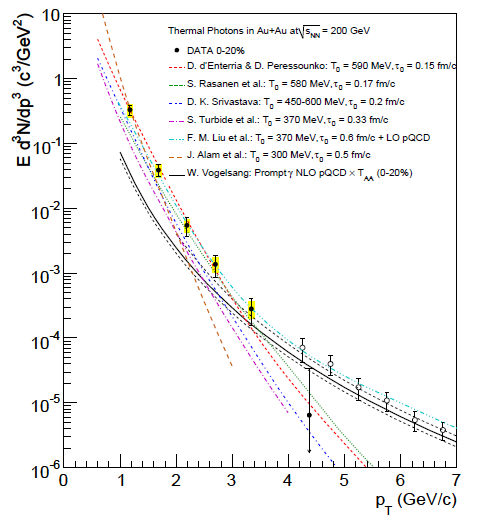 Thermal Photons in Au+Au at √s_NN = 200 GeV
DATA 0-20%
D. d'Enterria & D. Peressounko: T₀ = 590 MeV, τ₀ = 0.15 fm/c
S. Rasanen et al.: T₀ = 580 MeV, τ₀ = 0.17 fm/c
D. K. Srivastava: T₀ = 450-600 MeV, τ₀ = 0.2 fm/c
S. Turbide et al.: T₀ = 370 MeV, τ₀ = 0.33 fm/c
F. M. Liu et al.: T₀ = 370 MeV, τ₀ = 0.6 fm/c + LO pQCD
J. Alam et al.: T₀ = 300 MeV, τ₀ = 0.5 fm/c
W. Vogelsang: Prompt γ NLO pQCD × T_AA (0-20%)
E d³N/dp³ (c³/GeV²)
10
1
10⁻¹
10⁻²
10⁻³
10⁻⁴
10⁻⁵
10⁻⁶
0 1 2 3 4 5 6 7
p_T (GeV/c)